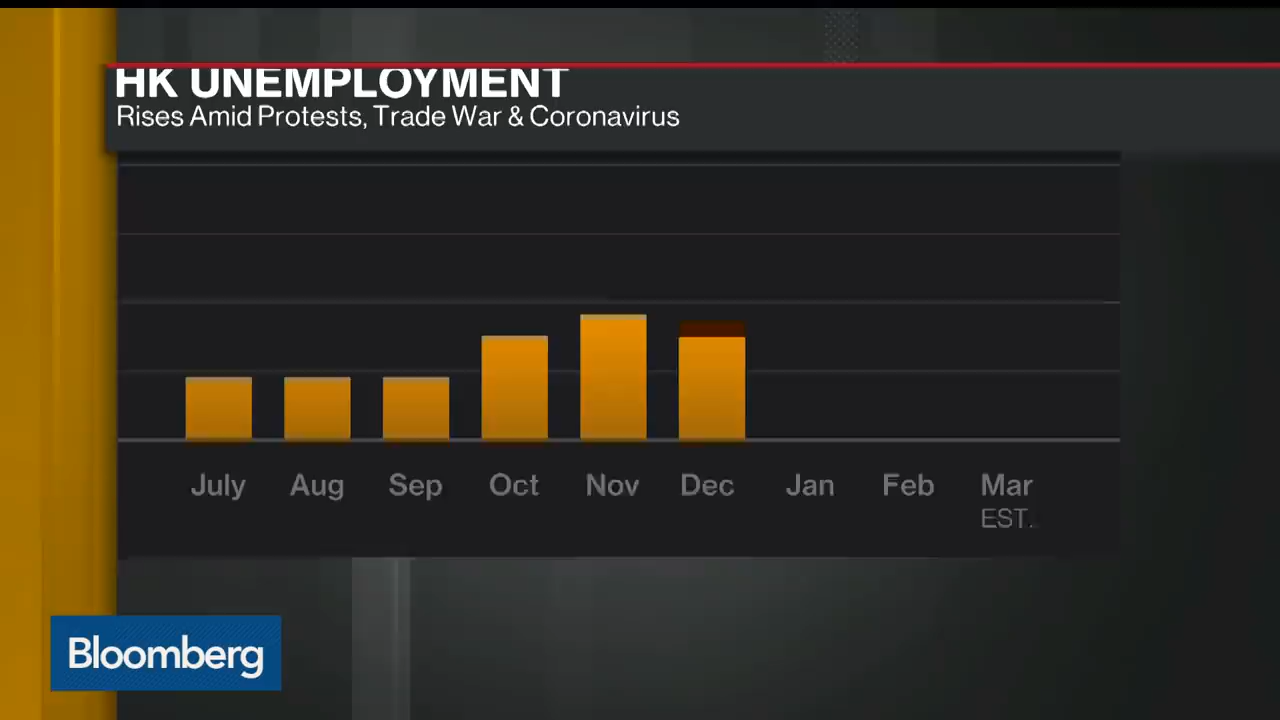 HK UNEMPLOYMENT
Rises Amid Protests, Trade War & Coronavirus
July Aug Sep Oct Nov Dec Jan Feb Mar
EST.
Bloomberg